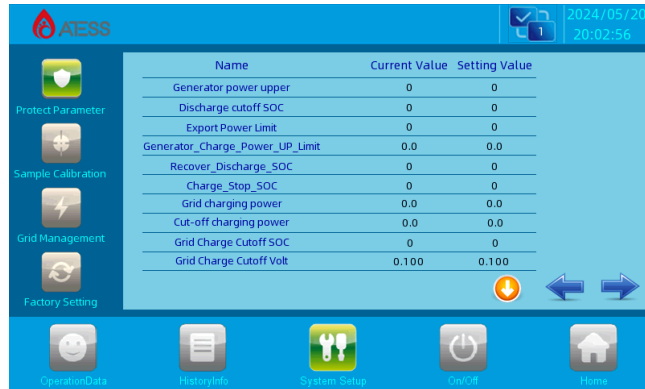 ATESS
1
2024/05/20
20:02:56
Protect Parameter
Sample Calibration
Grid Management
Factory Setting
Name Current Value Setting Value
Generator power upper 0 0
Discharge cutoff SOC 0 0
Export Power Limit 0 0
Generator_Charge_Power_UP_Limit 0.0 0.0
Recover_Discharge_SOC 0 0
Charge_Stop_SOC 0 0
Grid charging power 0.0 0.0
Cut-off charging power 0.0 0.0
Grid Charge Cutoff SOC 0 0
Grid Charge Cutoff Volt 0.100 0.100
OperationData
HistoryInfo
System Setup
On/Off
Home